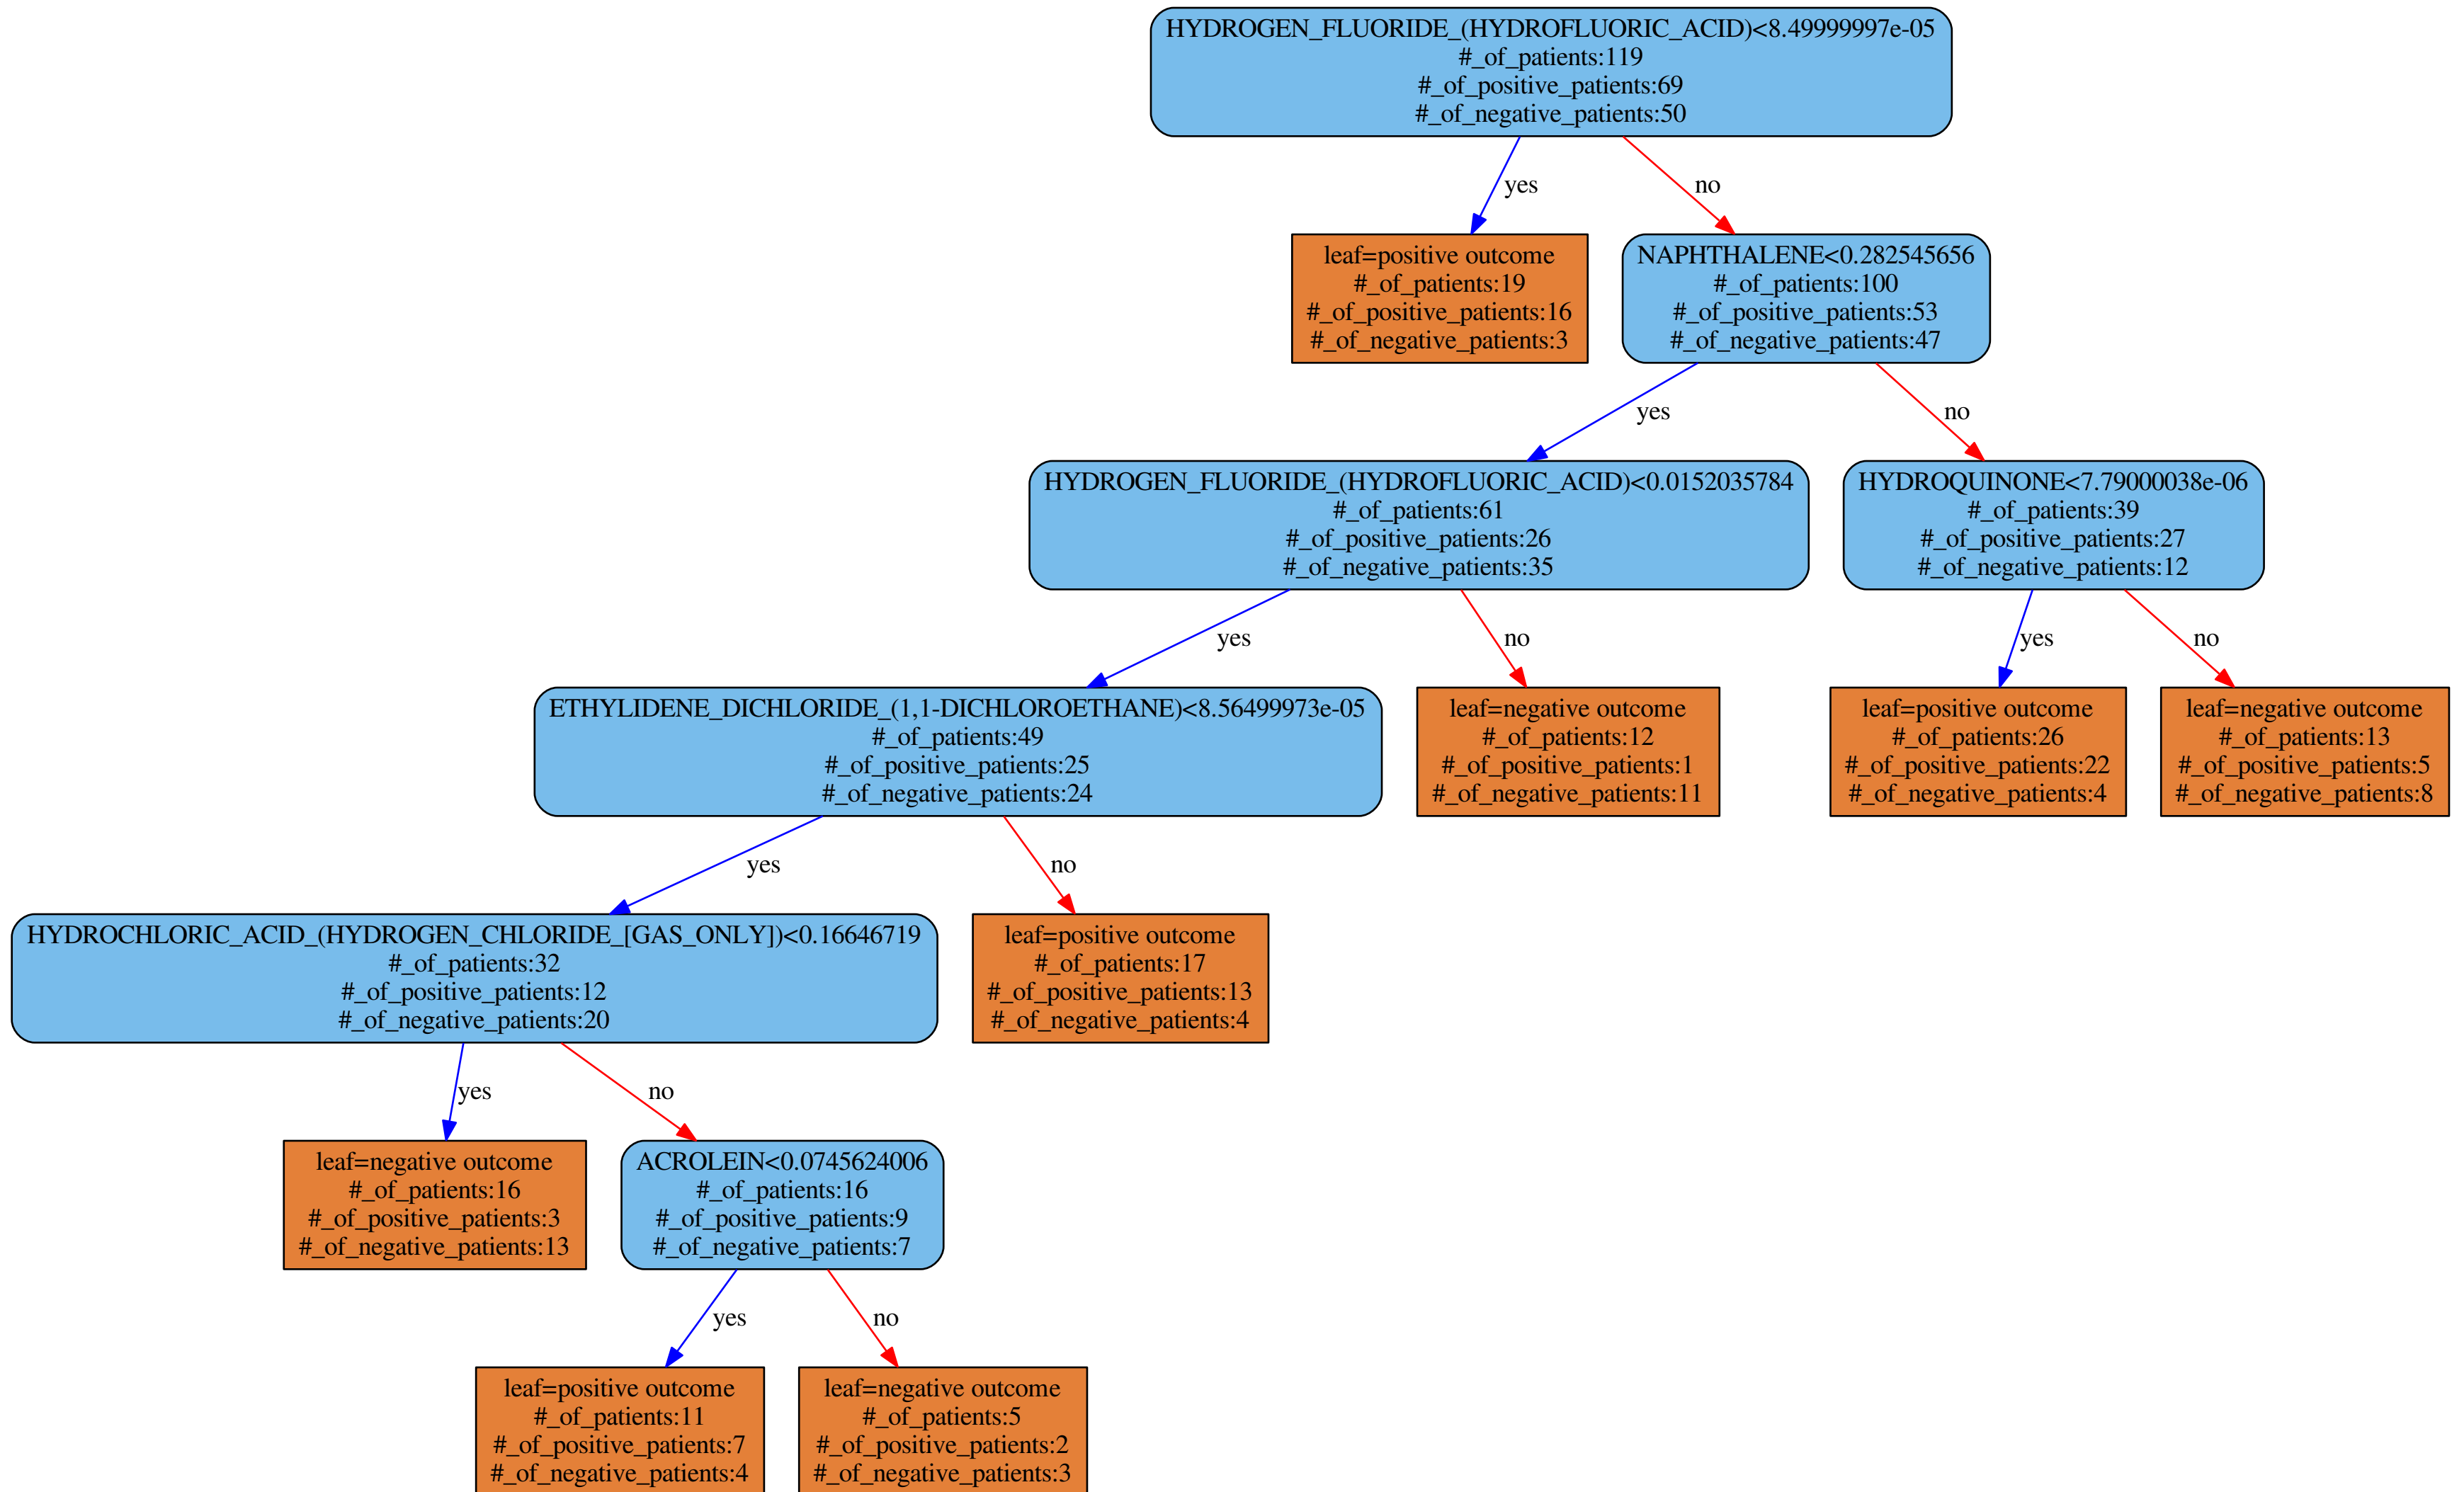 HYDROGEN_FLUORIDE_(HYDROFLUORIC_ACID)<8.49999997e-05
#_of_patients:119
#_of_positive_patients:69
#_of_negative_patients:50
yes
no
leaf=positive outcome
#_of_patients:19
#_of_positive_patients:16
#_of_negative_patients:3
NAPHTHALENE<0.282545656
#_of_patients:100
#_of_positive_patients:53
#_of_negative_patients:47
yes
no
HYDROGEN_FLUORIDE_(HYDROFLUORIC_ACID)<0.0152035784
#_of_patients:61
#_of_positive_patients:26
#_of_negative_patients:35
HYDROQUINONE<7.79000038e-06
#_of_patients:39
#_of_positive_patients:27
#_of_negative_patients:12
yes
no
yes
no
ETHYLIDENE_DICHLORIDE_(1,1-DICHLOROETHANE)<8.56499973e-05
#_of_patients:49
#_of_positive_patients:25
#_of_negative_patients:24
leaf=negative outcome
#_of_patients:12
#_of_positive_patients:1
#_of_negative_patients:11
leaf=positive outcome
#_of_patients:26
#_of_positive_patients:22
#_of_negative_patients:4
leaf=negative outcome
#_of_patients:13
#_of_positive_patients:5
#_of_negative_patients:8
yes
no
HYDROCHLORIC_ACID_(HYDROGEN_CHLORIDE_[GAS_ONLY])<0.16646719
#_of_patients:32
#_of_positive_patients:12
#_of_negative_patients:20
leaf=positive outcome
#_of_patients:17
#_of_positive_patients:13
#_of_negative_patients:4
yes
no
leaf=negative outcome
#_of_patients:16
#_of_positive_patients:3
#_of_negative_patients:13
ACROLEIN<0.0745624006
#_of_patients:16
#_of_positive_patients:9
#_of_negative_patients:7
yes
no
leaf=positive outcome
#_of_patients:11
#_of_positive_patients:7
#_of_negative_patients:4
leaf=negative outcome
#_of_patients:5
#_of_positive_patients:2
#_of_negative_patients:3